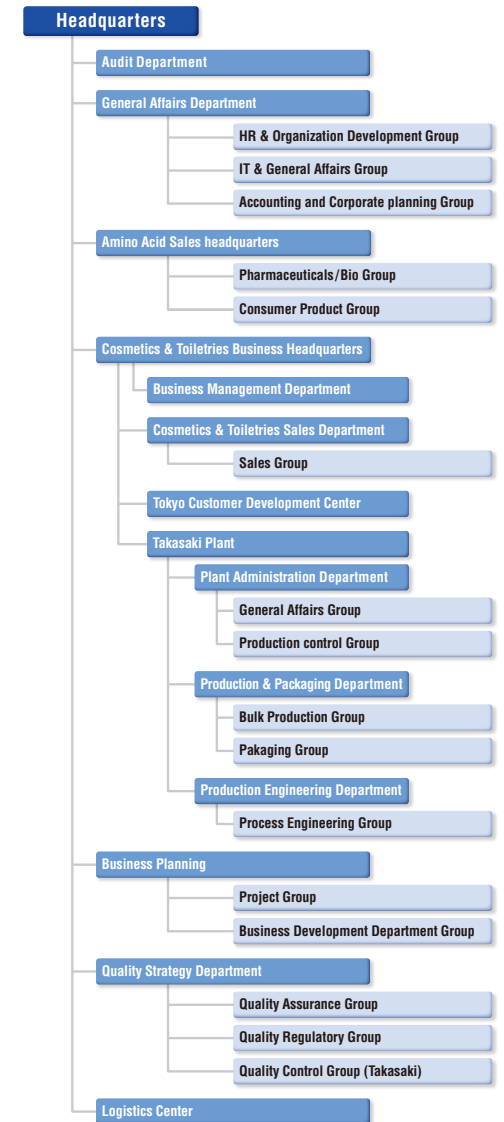 Headquarters
Audit Department
General Affairs Department
HR & Organization Development Group
IT & General Affairs Group
Accounting and Corporate planning Group
Amino Acid Sales headquarters
Pharmaceuticals/Bio Group
Consumer Product Group
Cosmetics & Toiletries Business Headquarters
Business Management Department
Cosmetics & Toiletries Sales Department
Sales Group
Tokyo Customer Development Center
Takasaki Plant
Plant Administration Department
General Affairs Group
Production control Group
Production & Packaging Department
Bulk Production Group
Pakaging Group
Production Engineering Department
Process Engineering Group
Business Planning
Project Group
Business Development Department Group
Quality Strategy Department
Quality Assurance Group
Quality Regulatory Group
Quality Control Group (Takasaki)
Logistics Center